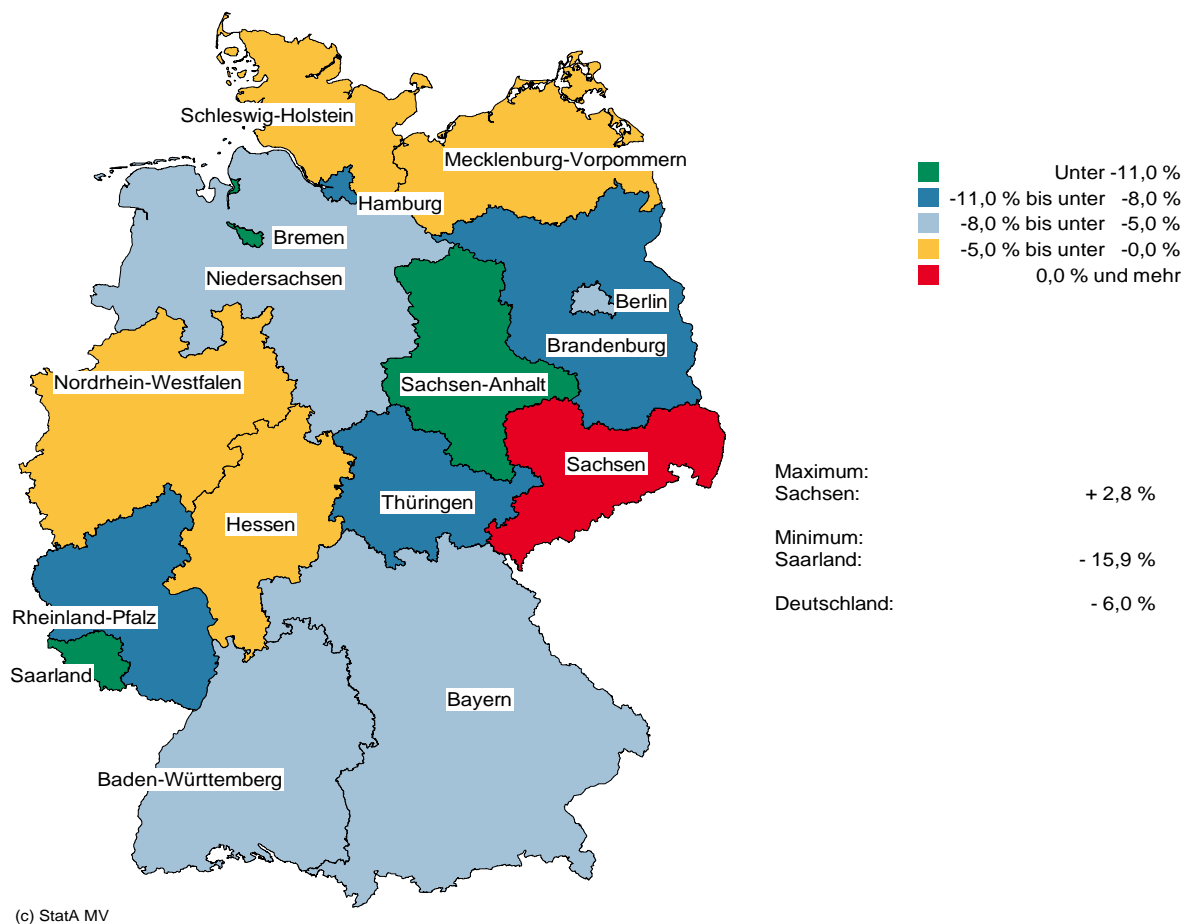 Schleswig-Holstein
Mecklenburg-Vorpommern
Hamburg
Bremen
Niedersachsen
Berlin
Brandenburg
Nordrhein-Westfalen
Sachsen-Anhalt
Sachsen
Thüringen
Hessen
Rheinland-Pfalz
Saarland
Bayern
Baden-Württemberg
Unter -11,0 %
-11,0 % bis unter -8,0 %
-8,0 % bis unter -5,0 %
-5,0 % bis unter -0,0 %
0,0 % und mehr
Maximum:
Sachsen: + 2,8 %
Minimum:
Saarland: - 15,9 %
Deutschland: - 6,0 %
(c) StatA MV